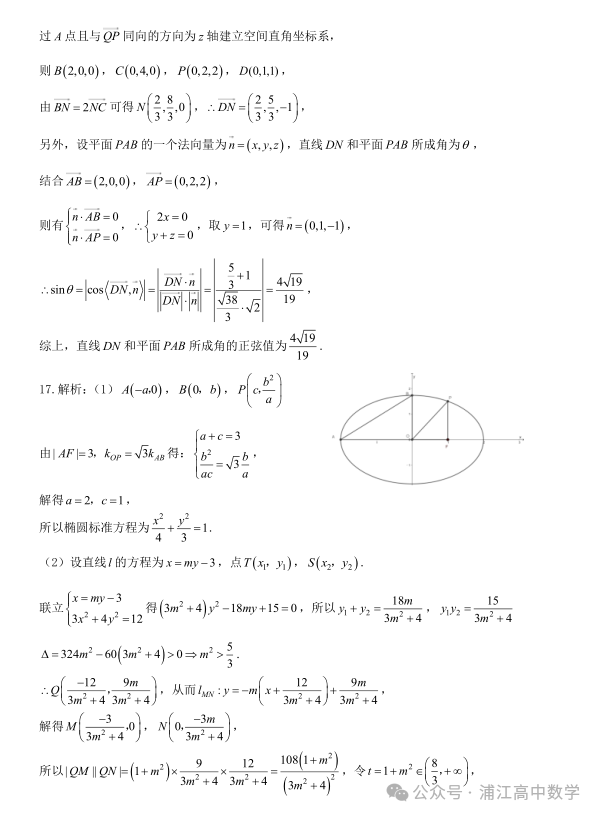 过 A 点且与 $\overrightarrow{QP}$ 同向的方向为 z 轴建立空间直角坐标系，
则 $B(2,0,0)$，$C(0,4,0)$，$P(0,2,2)$，$D(0,1,1)$，
由 $\overrightarrow{BN}=2\overrightarrow{NC}$ 可得 $N\left(\frac{2}{3},\frac{8}{3},0\right)$，$\therefore\overrightarrow{DN}=\left(\frac{2}{3},\frac{5}{3},-1\right)$，
另外，设平面 PAB 的一个法向量为 $\vec{n}=(x,y,z)$，直线 DN 和平面 PAB 所成角为 $\theta$，
结合 $\overrightarrow{AB}=(2,0,0)$，$\overrightarrow{AP}=(0,2,2)$，
则有 $\begin{cases}\vec{n}\cdot\overrightarrow{AB}=0\\\vec{n}\cdot\overrightarrow{AP}=0\end{cases}$，$\therefore\begin{cases}2x=0\\y+z=0\end{cases}$，取 $y=1$，可得 $\vec{n}=(0,1,-1)$，
$\therefore\sin\theta=\left|\cos\langle\overrightarrow{DN},\vec{n}\rangle\right|=\left|\frac{\overrightarrow{DN}\cdot\vec{n}}{|\overrightarrow{DN}|\cdot|\vec{n}|}\right|=\left|\frac{\frac{5}{3}+1}{\frac{\sqrt{38}}{3}\cdot\sqrt{2}}\right|=\frac{4\sqrt{19}}{19}$，
综上，直线 DN 和平面 PAB 所成角的正弦值为 $\frac{4\sqrt{19}}{19}$.
17.解析：（1）$A(-a,0)$，$B(0，b)$，$P\left(c,\frac{b^2}{a}\right)$
由 $|AF|=3$，$k_{OP}=\sqrt{3}k_{AB}$ 得：$\begin{cases}a+c=3\\\frac{b^2}{ac}=\sqrt{3}\frac{b}{a}\end{cases}$，
解得 $a=2$，$c=1$，
所以椭圆标准方程为 $\frac{x^2}{4}+\frac{y^2}{3}=1$.
（2）设直线 $l$ 的方程为 $x=my-3$，点 $T(x_1，y_1)$，$S(x_2，y_2)$.
联立 $\begin{cases}x=my-3\\3x^2+4y^2=12\end{cases}$ 得 $(3m^2+4)y^2-18my+15=0$，所以 $y_1+y_2=\frac{18m}{3m^2+4}$，$y_1y_2=\frac{15}{3m^2+4}$
$\Delta=324m^2-60(3m^2+4)>0\Rightarrow m^2>\frac{5}{3}$.
$\therefore Q\left(\frac{-12}{3m^2+4},\frac{9m}{3m^2+4}\right)$，从而 $l_{MN}:y=-m\left(x+\frac{12}{3m^2+4}\right)+\frac{9m}{3m^2+4}$，
解得 $M\left(\frac{-3}{3m^2+4},0\right)$，$N\left(0,\frac{-3m}{3m^2+4}\right)$，
所以 $|QM||QN|=(1+m^2)\times\frac{9}{3m^2+4}\times\frac{12}{3m^2+4}=\frac{108(1+m^2)}{(3m^2+4)^2}$，令 $t=1+m^2\in\left(\frac{8}{3},+\infty\right)$，
公众号 · 浦江高中数学